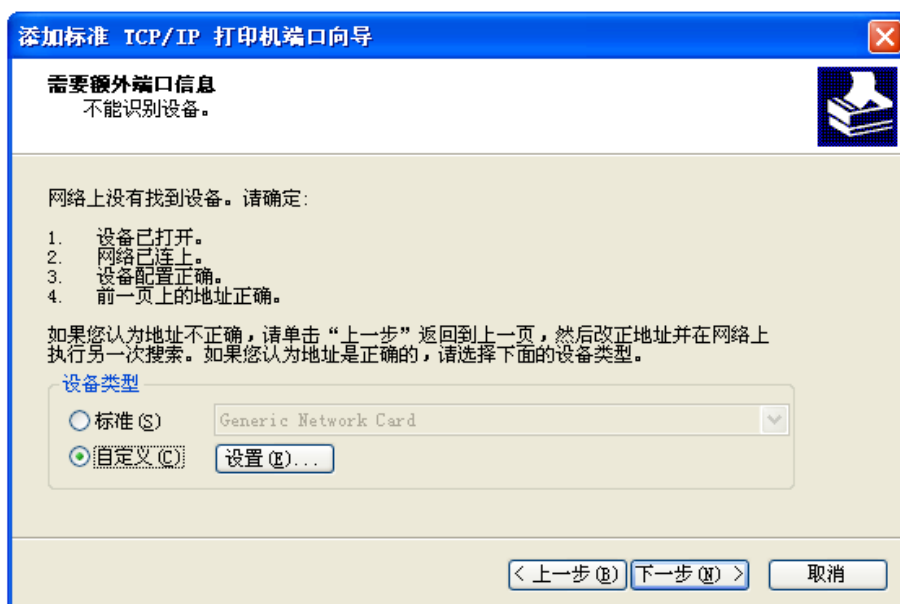 添加标准 TCP/IP 打印机端口向导
需要额外端口信息
不能识别设备。
网络上没有找到设备。请确定:
1. 设备已打开。
2. 网络已连上。
3. 设备配置正确。
4. 前一页上的地址正确。
如果您认为地址不正确，请单击“上一步”返回到上一页，然后改正地址并在网络上
执行另一次搜索。如果您认为地址是正确的，请选择下面的设备类型。
设备类型
标准(S) Generic Network Card
自定义(C) 设置(E)...
< 上一步(B) 下一步(N) > 取消